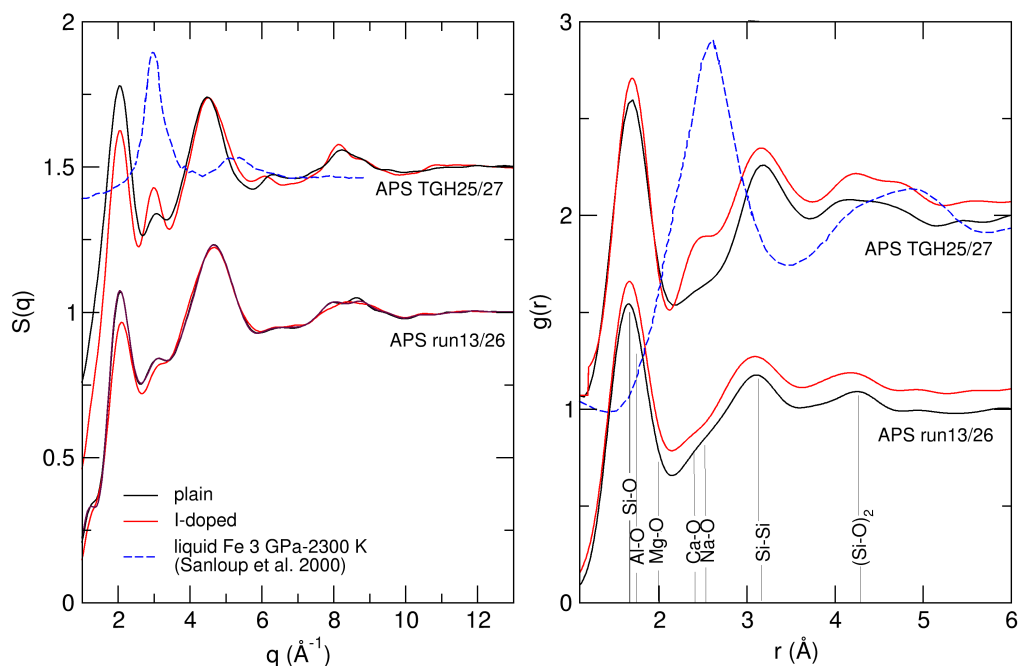 2
1.5
1
0.5
0
S(q)
APS TGH25/27
APS run13/26
plain
I-doped
liquid Fe 3 GPa-2300 K
(Sanloup et al. 2000)
2 4 6 8 10 12
q (Å-1)
3
2
1
0
g(r)
APS TGH25/27
APS run13/26
Si-O
Al-O
Mg-O
Ca-O
Na-O
Si-Si
(Si-O)2
2 3 4 5 6
r (Å)